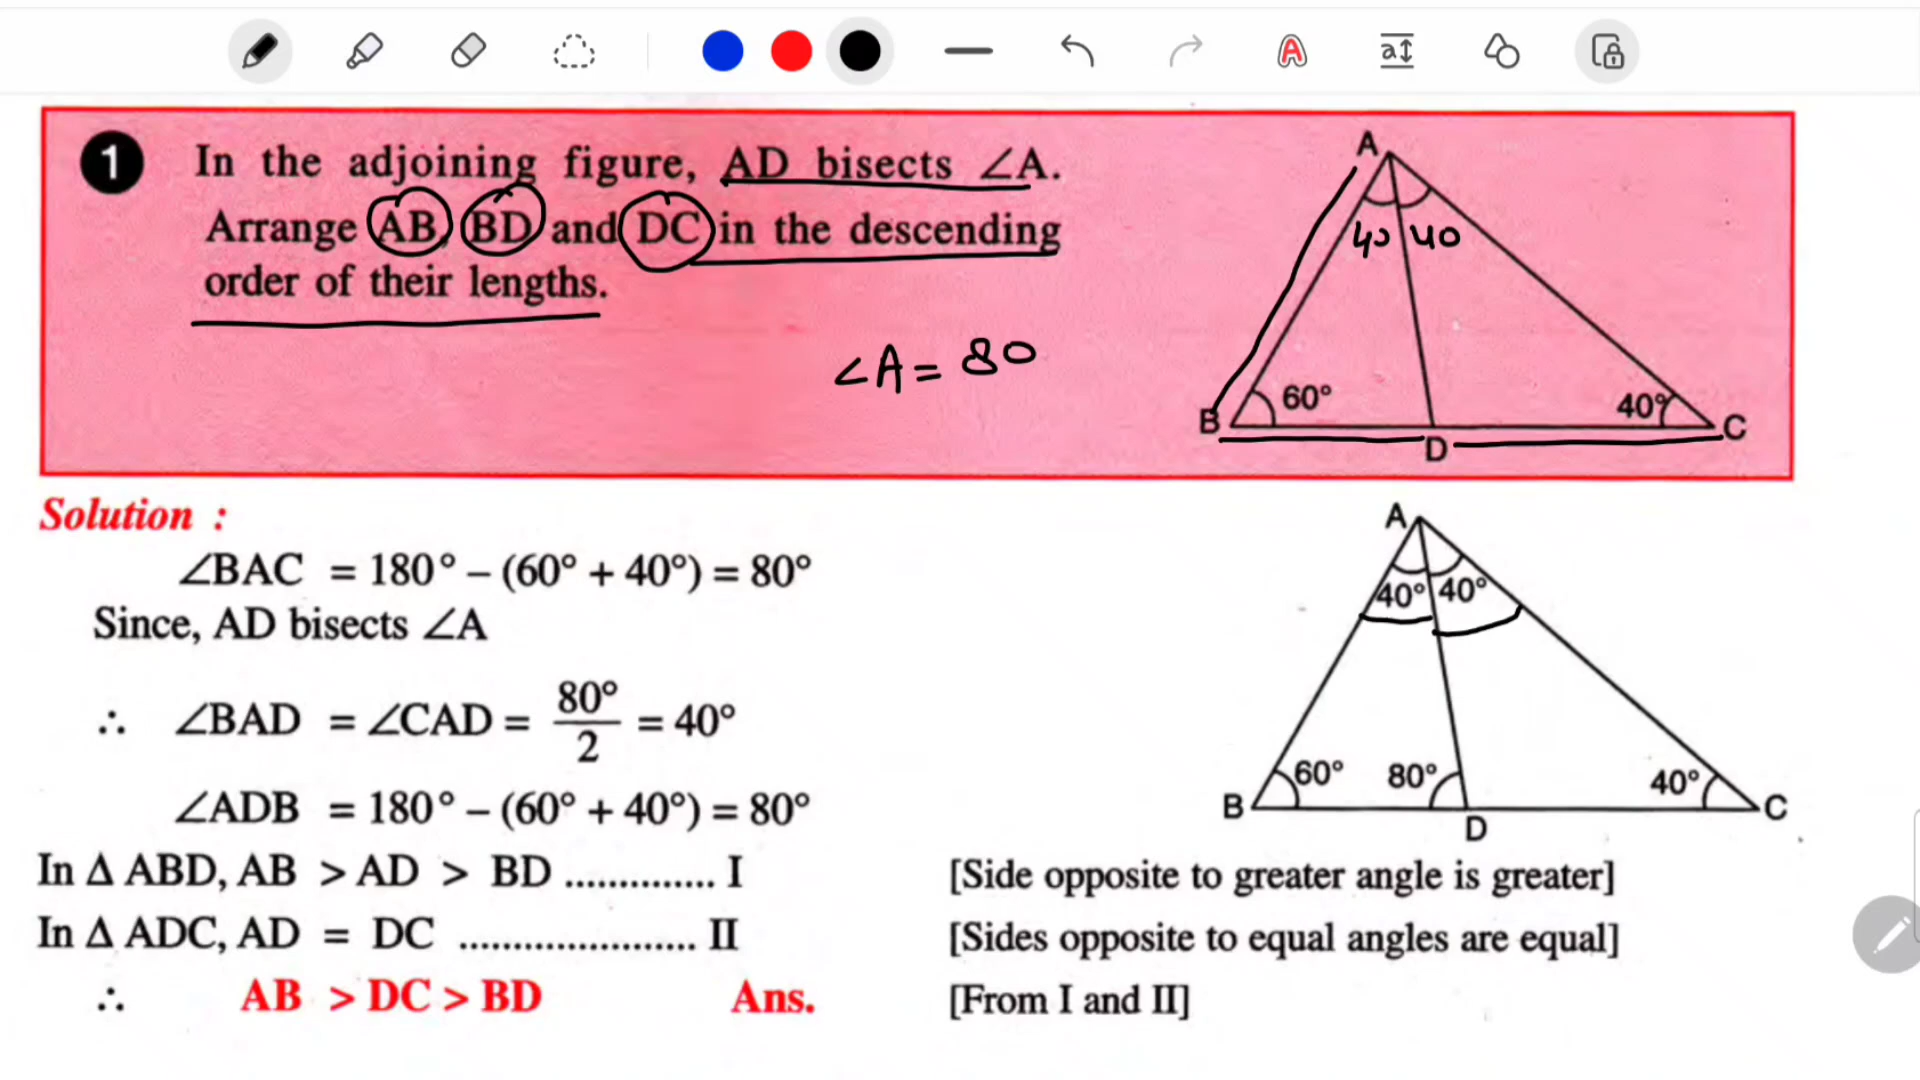 A
a
1 In the adjoining figure, AD bisects ∠A.
Arrange AB, BD and DC in the descending
order of their lengths.
∠A = 80
A
40 40
B 60° 40° C
D
Solution :
∠BAC = 180° – (60° + 40°) = 80°
Since, AD bisects ∠A
∴ ∠BAD = ∠CAD = 80°/2 = 40°
∠ADB = 180° – (60° + 40°) = 80°
In Δ ABD, AB > AD > BD .............. I [Side opposite to greater angle is greater]
In Δ ADC, AD = DC ...................... II [Sides opposite to equal angles are equal]
∴ AB > DC > BD Ans. [From I and II]
A
40° 40°
B 60° 80° 40° C
D